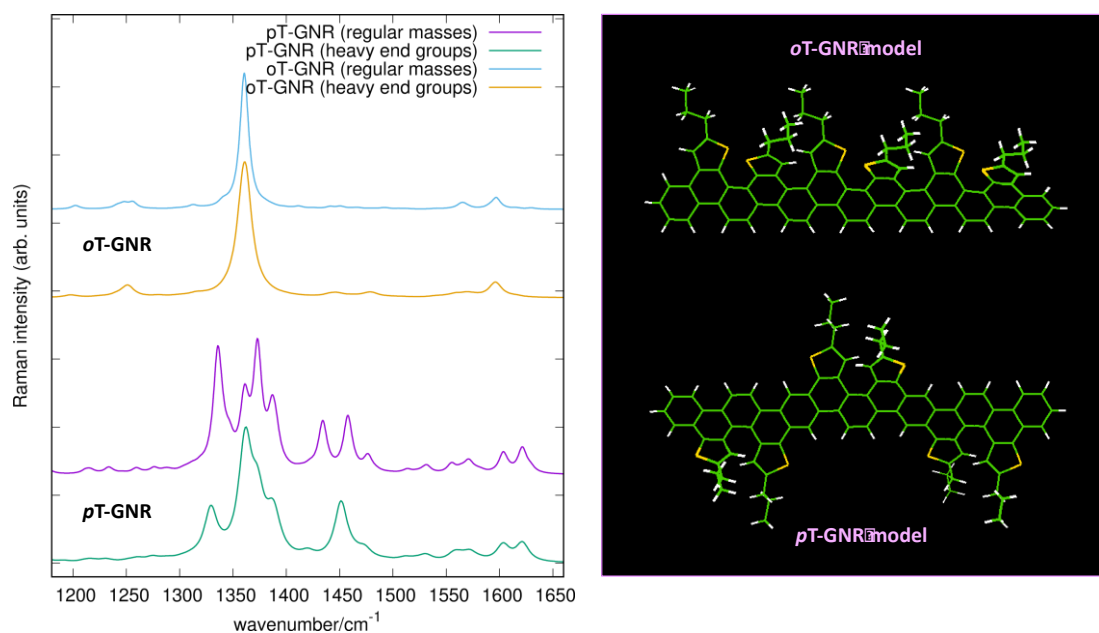 pT-GNR (regular masses)
pT-GNR (heavy end groups)
oT-GNR (regular masses)
oT-GNR (heavy end groups)
oT-GNR
pT-GNR
Raman intensity (arb. units)
1200 1250 1300 1350 1400 1450 1500 1550 1600 1650
wavenumber/cm-1
oT-GNR model
pT-GNR model